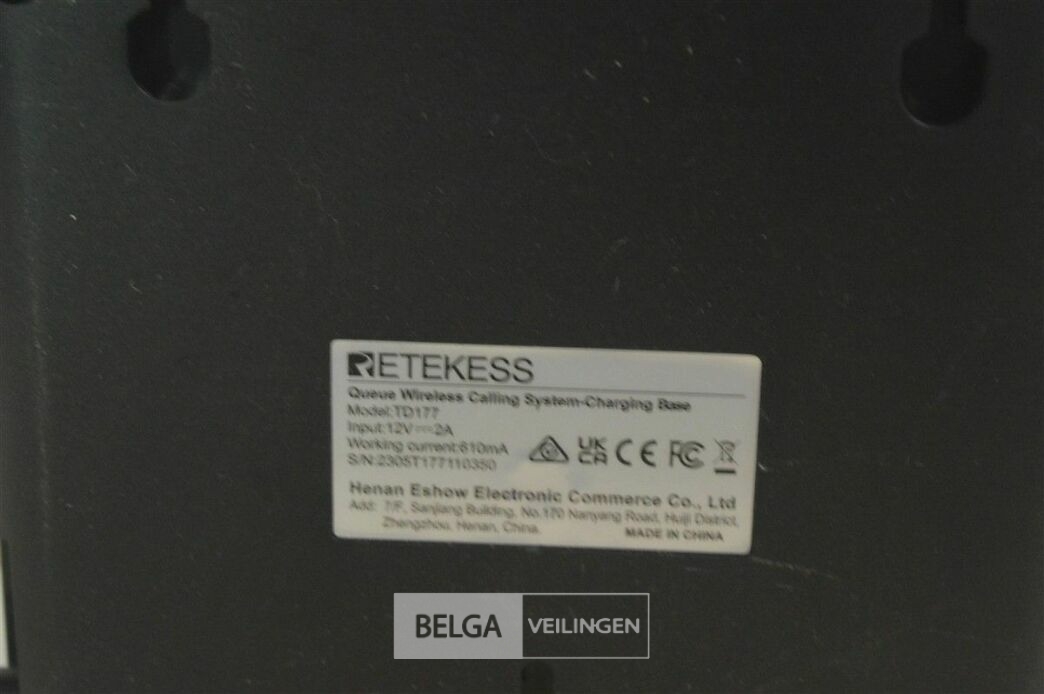 RETEKESS
Queue Wireless Calling System-Charging Base
Model:TD177
Input:12V⎓2A
Working current:610mA
S/N:2305T177110350
UK
CA CE FC
Henan Eshow Electronic Commerce Co., Ltd
Add: 7/F, Sanjiang Building, No.170 Nanyang Road, Huiji District,
Zhengzhou, Henan, China.
MADE IN CHINA
BELGA VEILINGEN